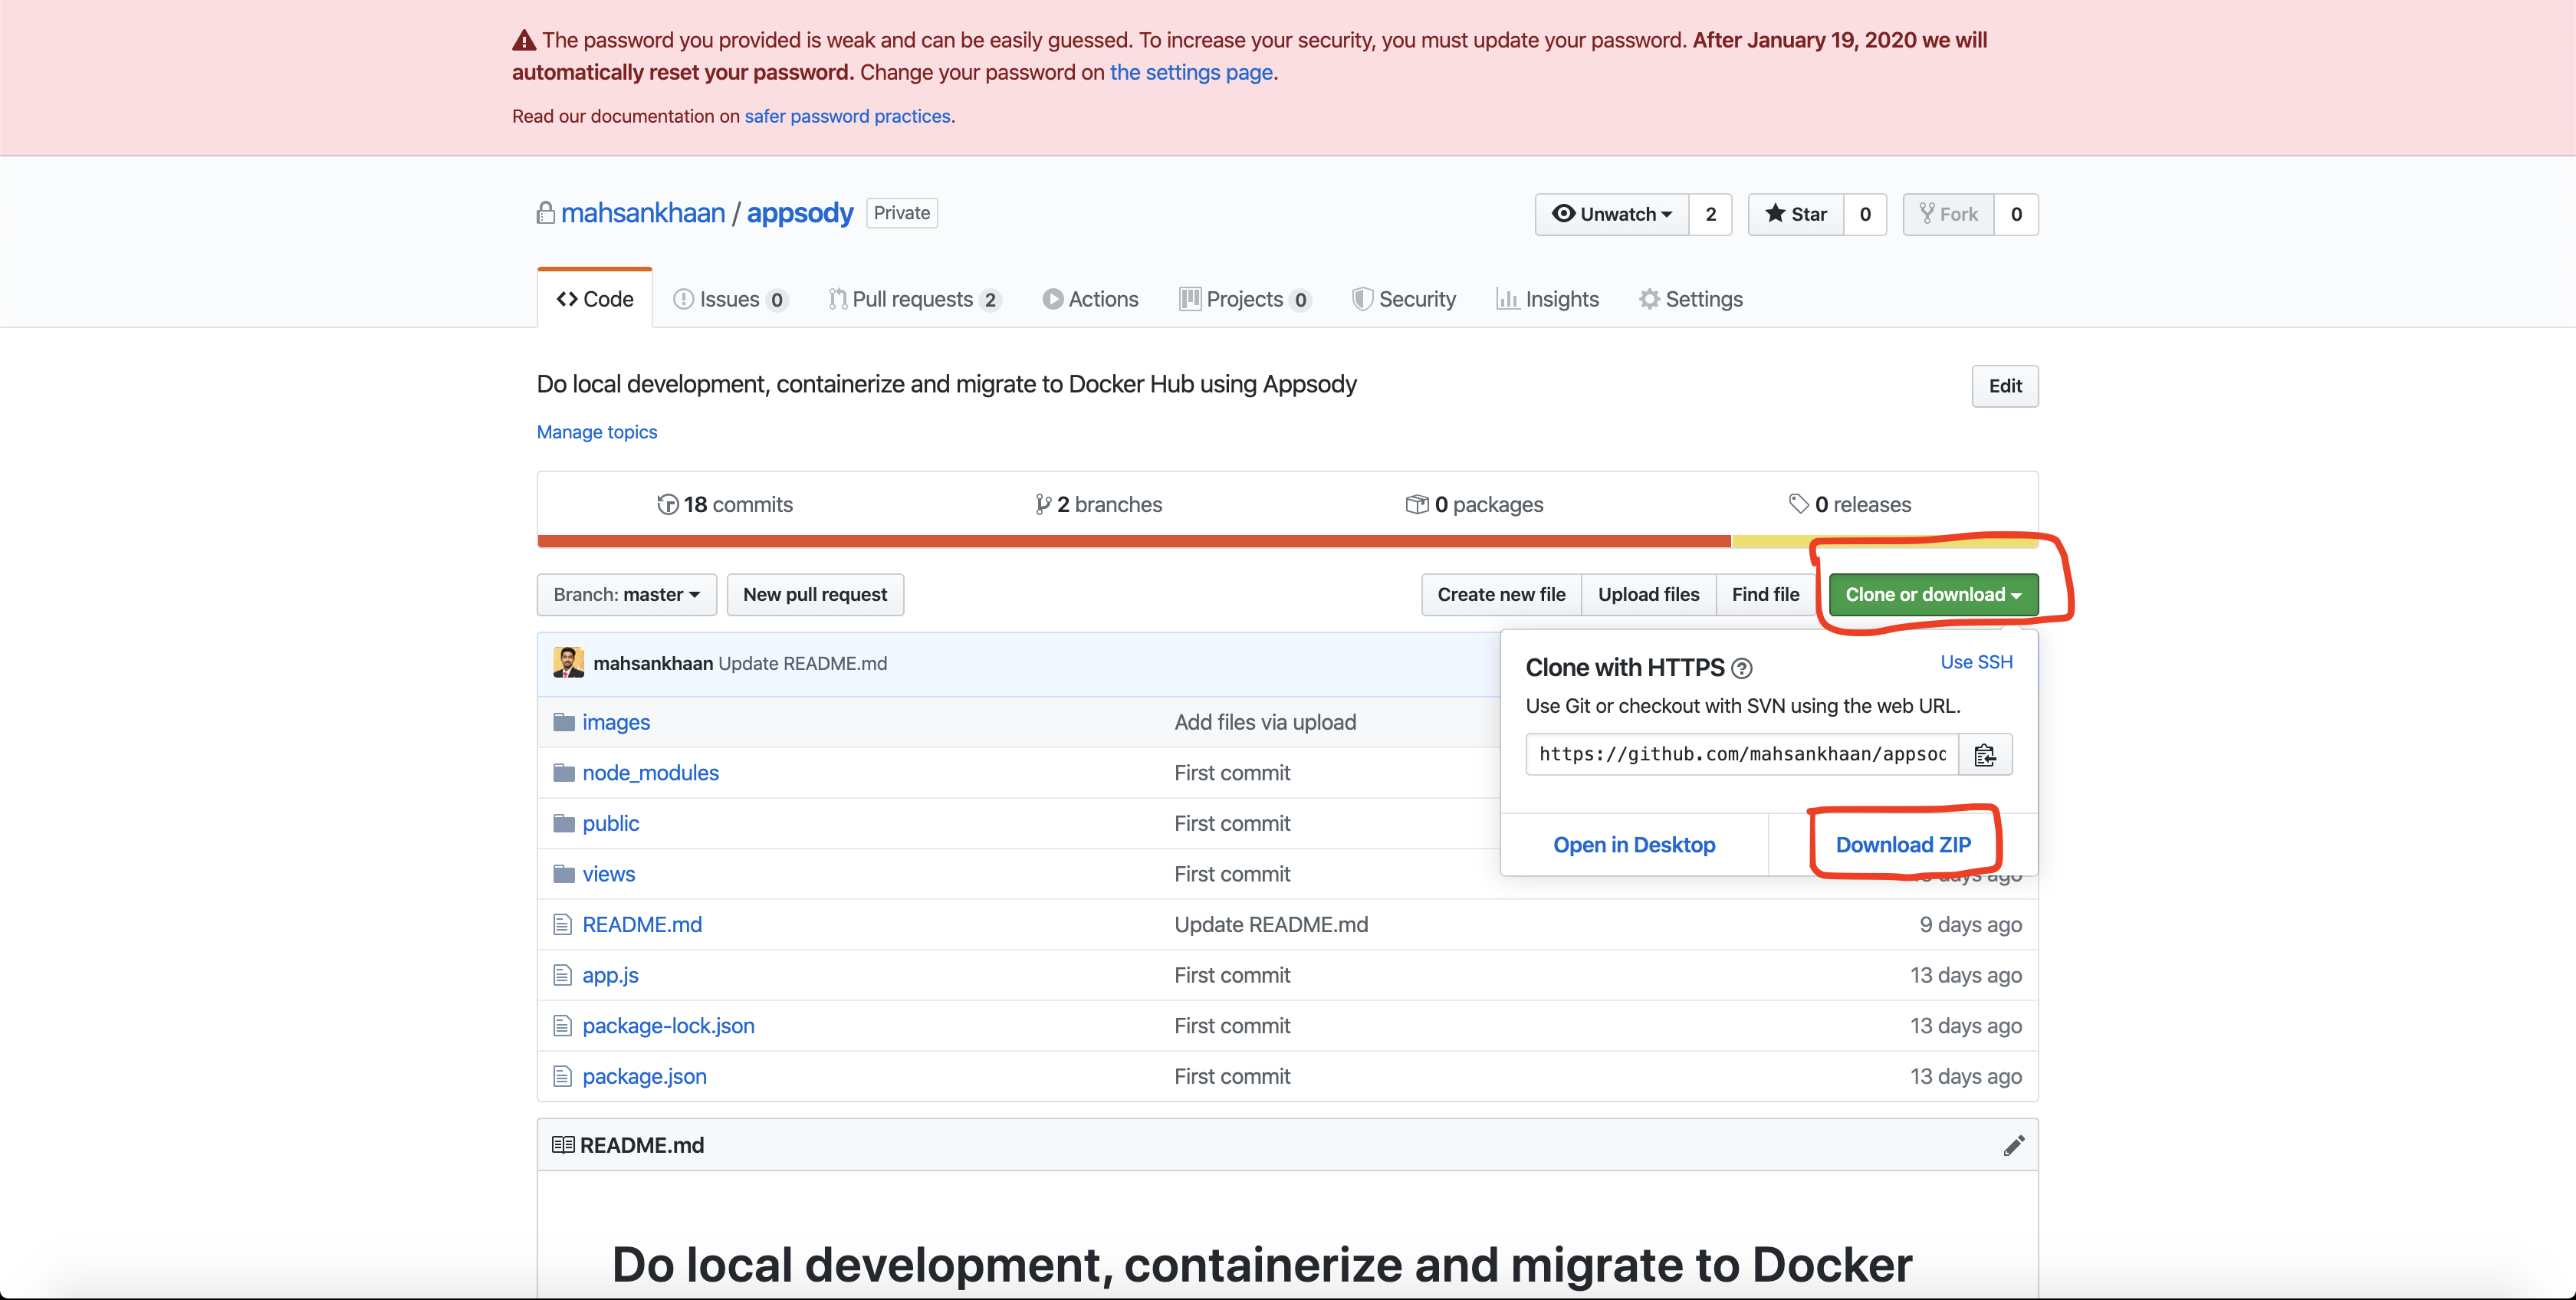 The password you provided is weak and can be easily guessed. To increase your security, you must update your password. After January 19, 2020 we will
automatically reset your password. Change your password on the settings page.
Read our documentation on safer password practices.
mahsankhaan / appsody Private
Unwatch 2 Star 0 Fork 0
Code Issues 0 Pull requests 2 Actions Projects 0 Security Insights Settings
Do local development, containerize and migrate to Docker Hub using Appsody
Edit
Manage topics
18 commits 2 branches 0 packages 0 releases
Branch: master New pull request Create new file Upload files Find file Clone or download
mahsankhaan Update README.md
Clone with HTTPS Use SSH
Use Git or checkout with SVN using the web URL.
https://github.com/mahsankhaan/appsod
Open in Desktop Download ZIP
images Add files via upload
node_modules First commit
public First commit
views First commit days ago
README.md Update README.md 9 days ago
app.js First commit 13 days ago
package-lock.json First commit 13 days ago
package.json First commit 13 days ago
README.md
Do local development, containerize and migrate to Docker